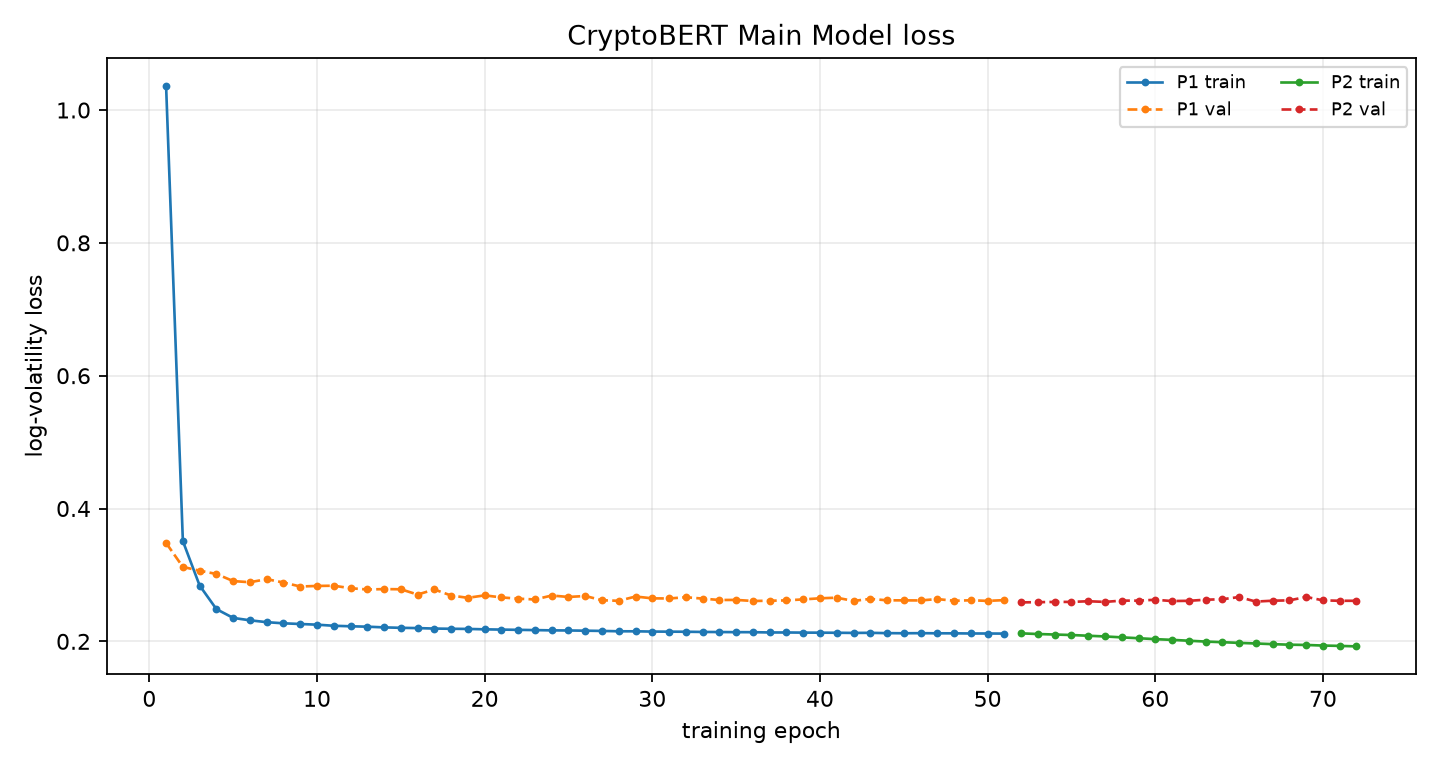 CryptoBERT Main Model loss
P1 train
P1 val
P2 train
P2 val
log-volatility loss
1.0
0.8
0.6
0.4
0.2
0 10 20 30 40 50 60 70
training epoch